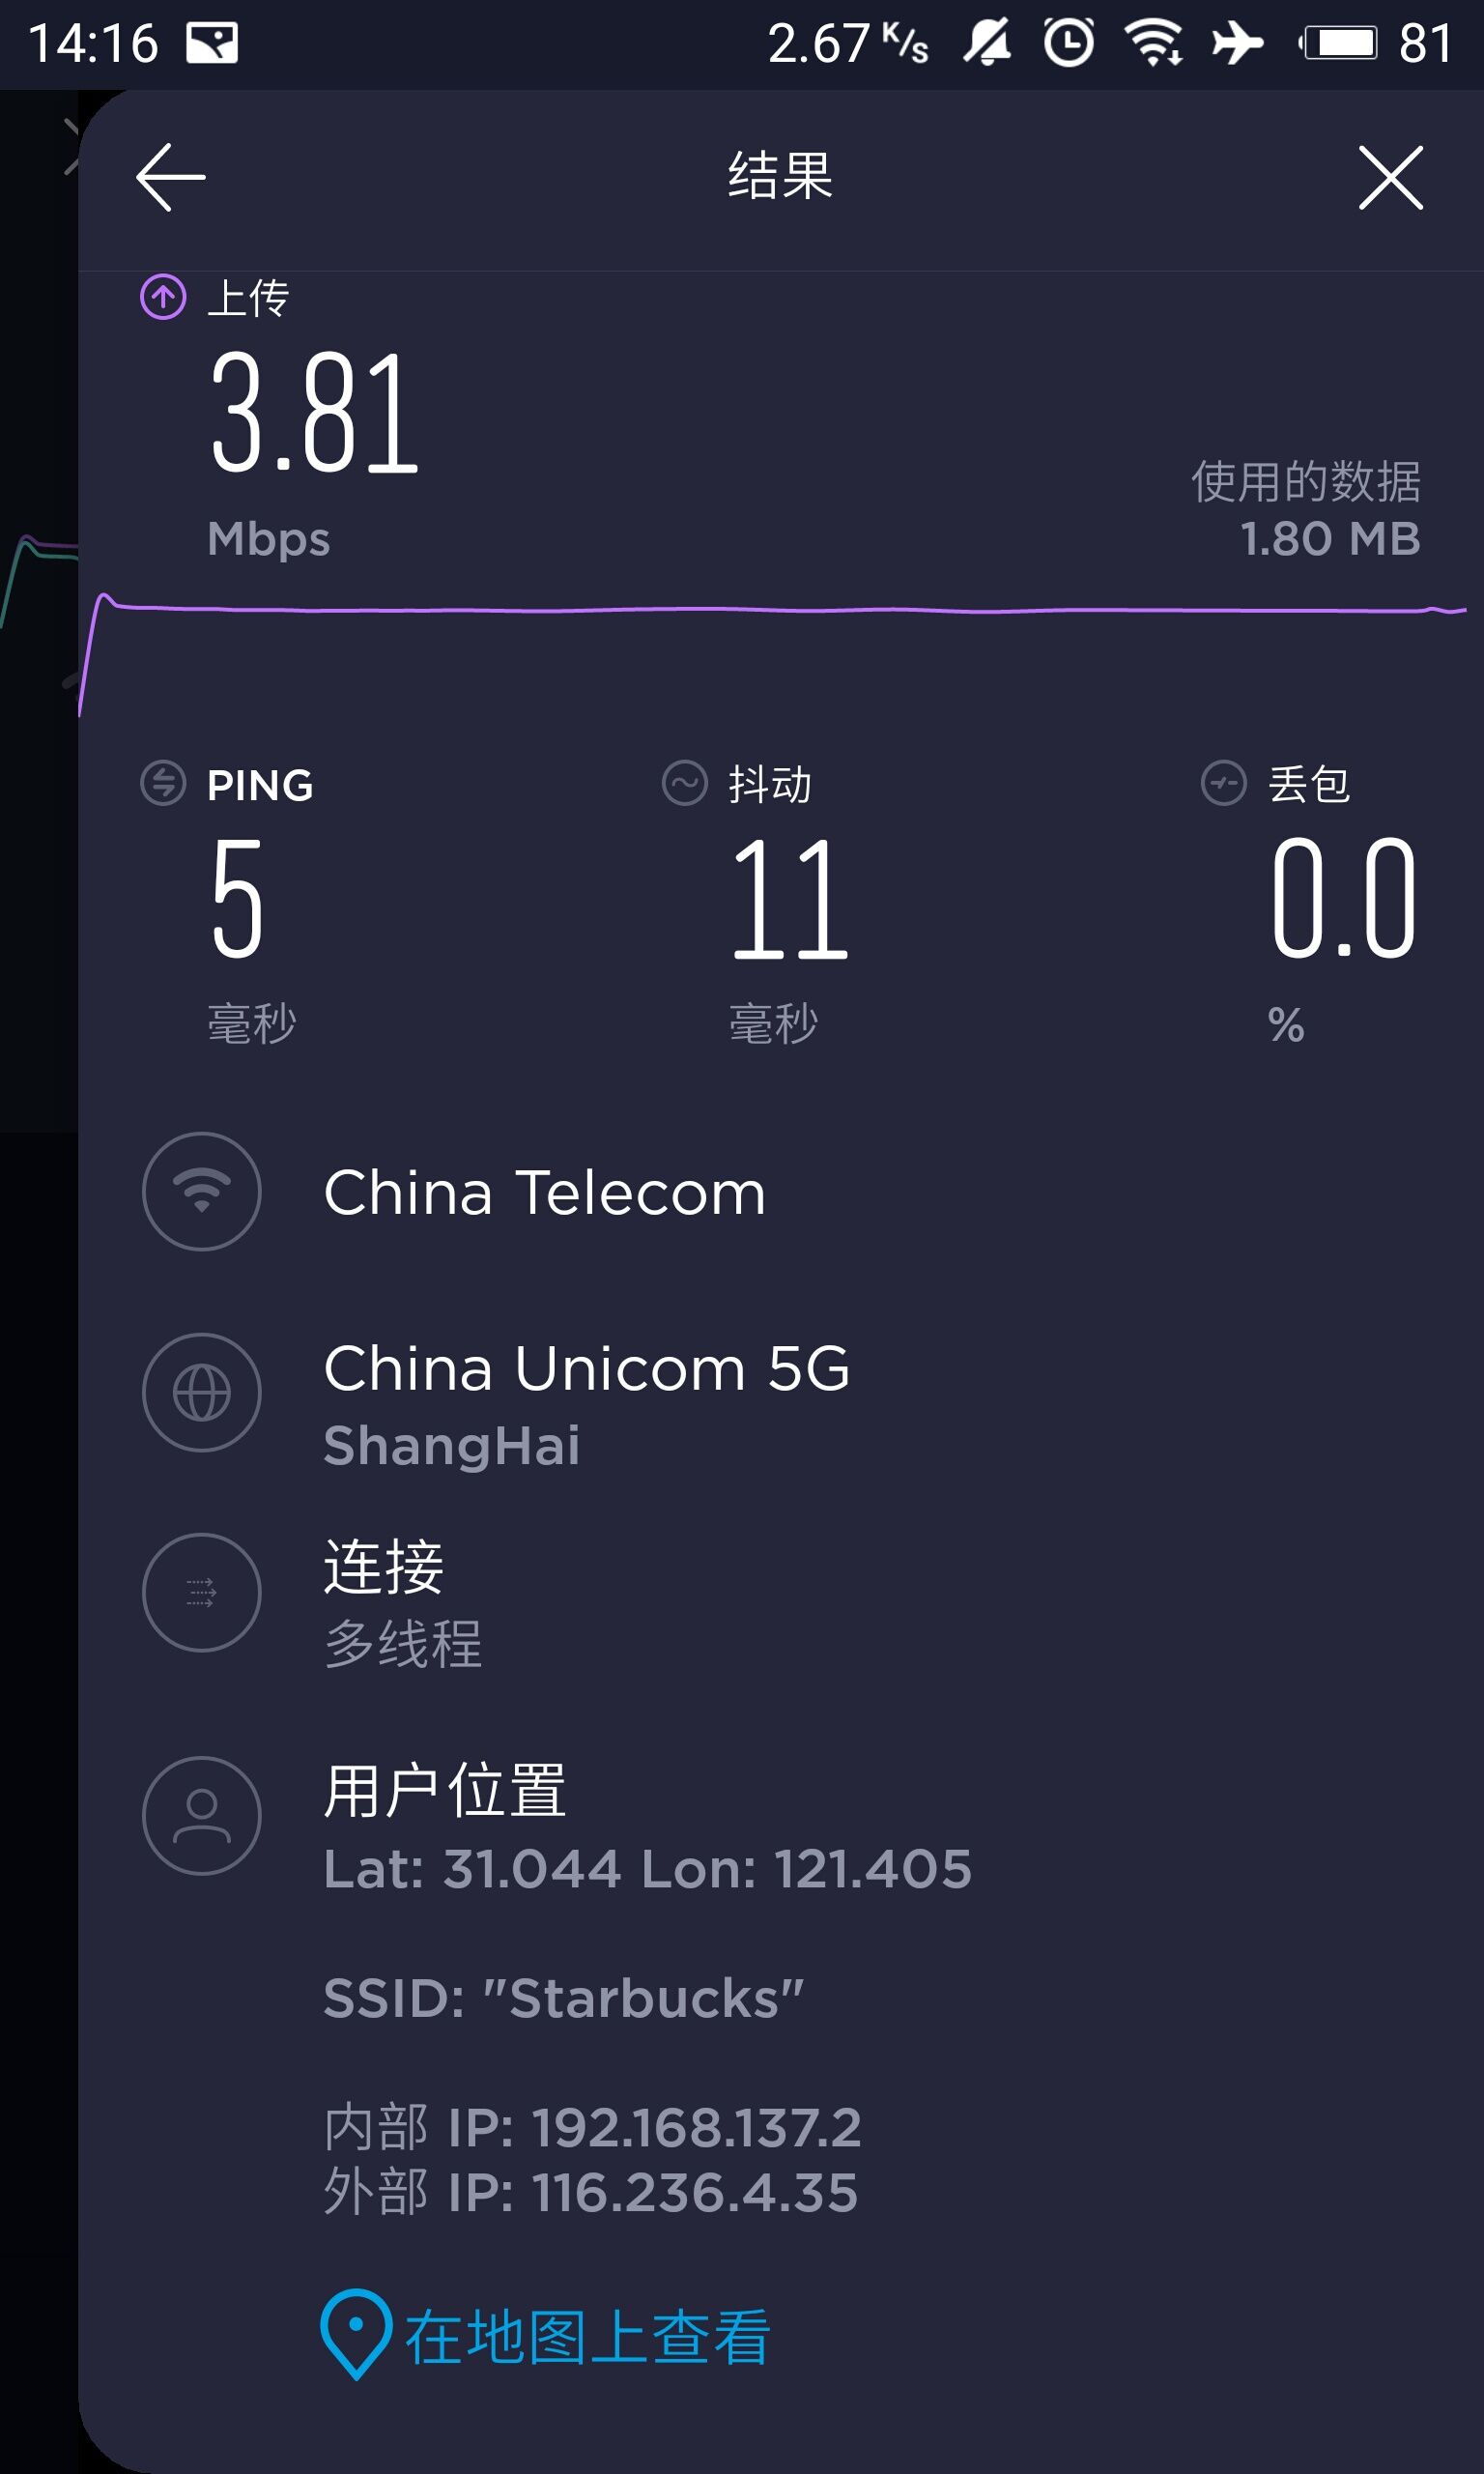 14:16 2.67 K/s 81
结果
上传
3.81
Mbps
使用的数据
1.80 MB
PING
5
毫秒
抖动
11
毫秒
丢包
0.0
%
China Telecom
China Unicom 5G
ShangHai
连接
多线程
用户位置
Lat: 31.044 Lon: 121.405
SSID: "Starbucks"
内部 IP: 192.168.137.2
外部 IP: 116.236.4.35
在地图上查看